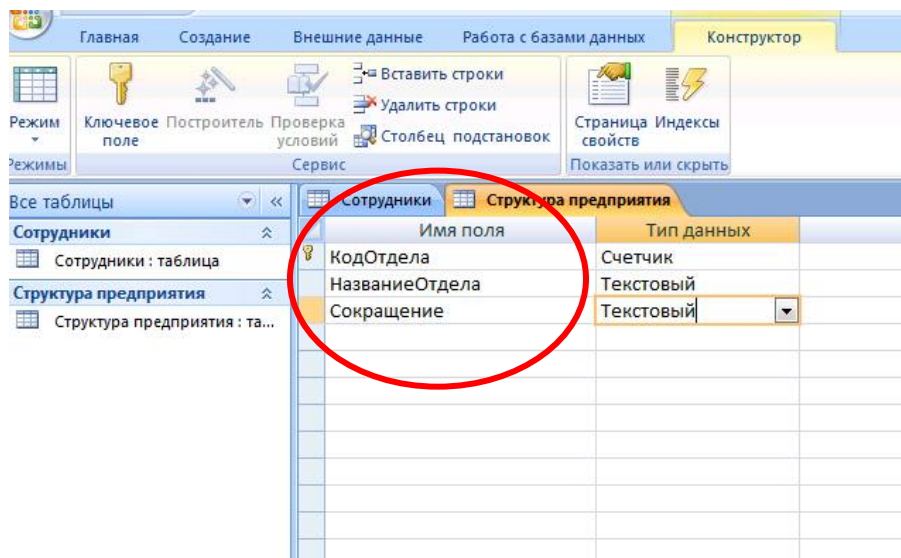 Главная Создание Внешние данные Работа с базами данных Конструктор
Режим
Ключевое поле
Построитель
Проверка условий
Вставить строки
Удалить строки
Столбец подстановок
Страница свойств
Индексы
Режимы Сервис Показать или скрыть
Все таблицы
Сотрудники
Сотрудники : таблица
Структура предприятия
Структура предприятия : та...
Сотрудники Структура предприятия
Имя поля Тип данных
КодОтдела Счетчик
НазваниеОтдела Текстовый
Сокращение Текстовый